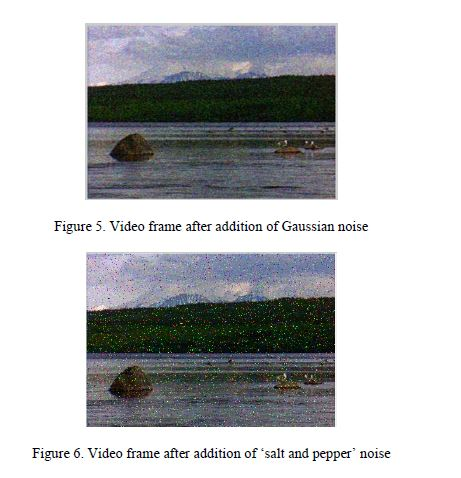 Figure 5. Video frame after addition of Gaussian noise
Figure 6. Video frame after addition of ‘salt and pepper’ noise